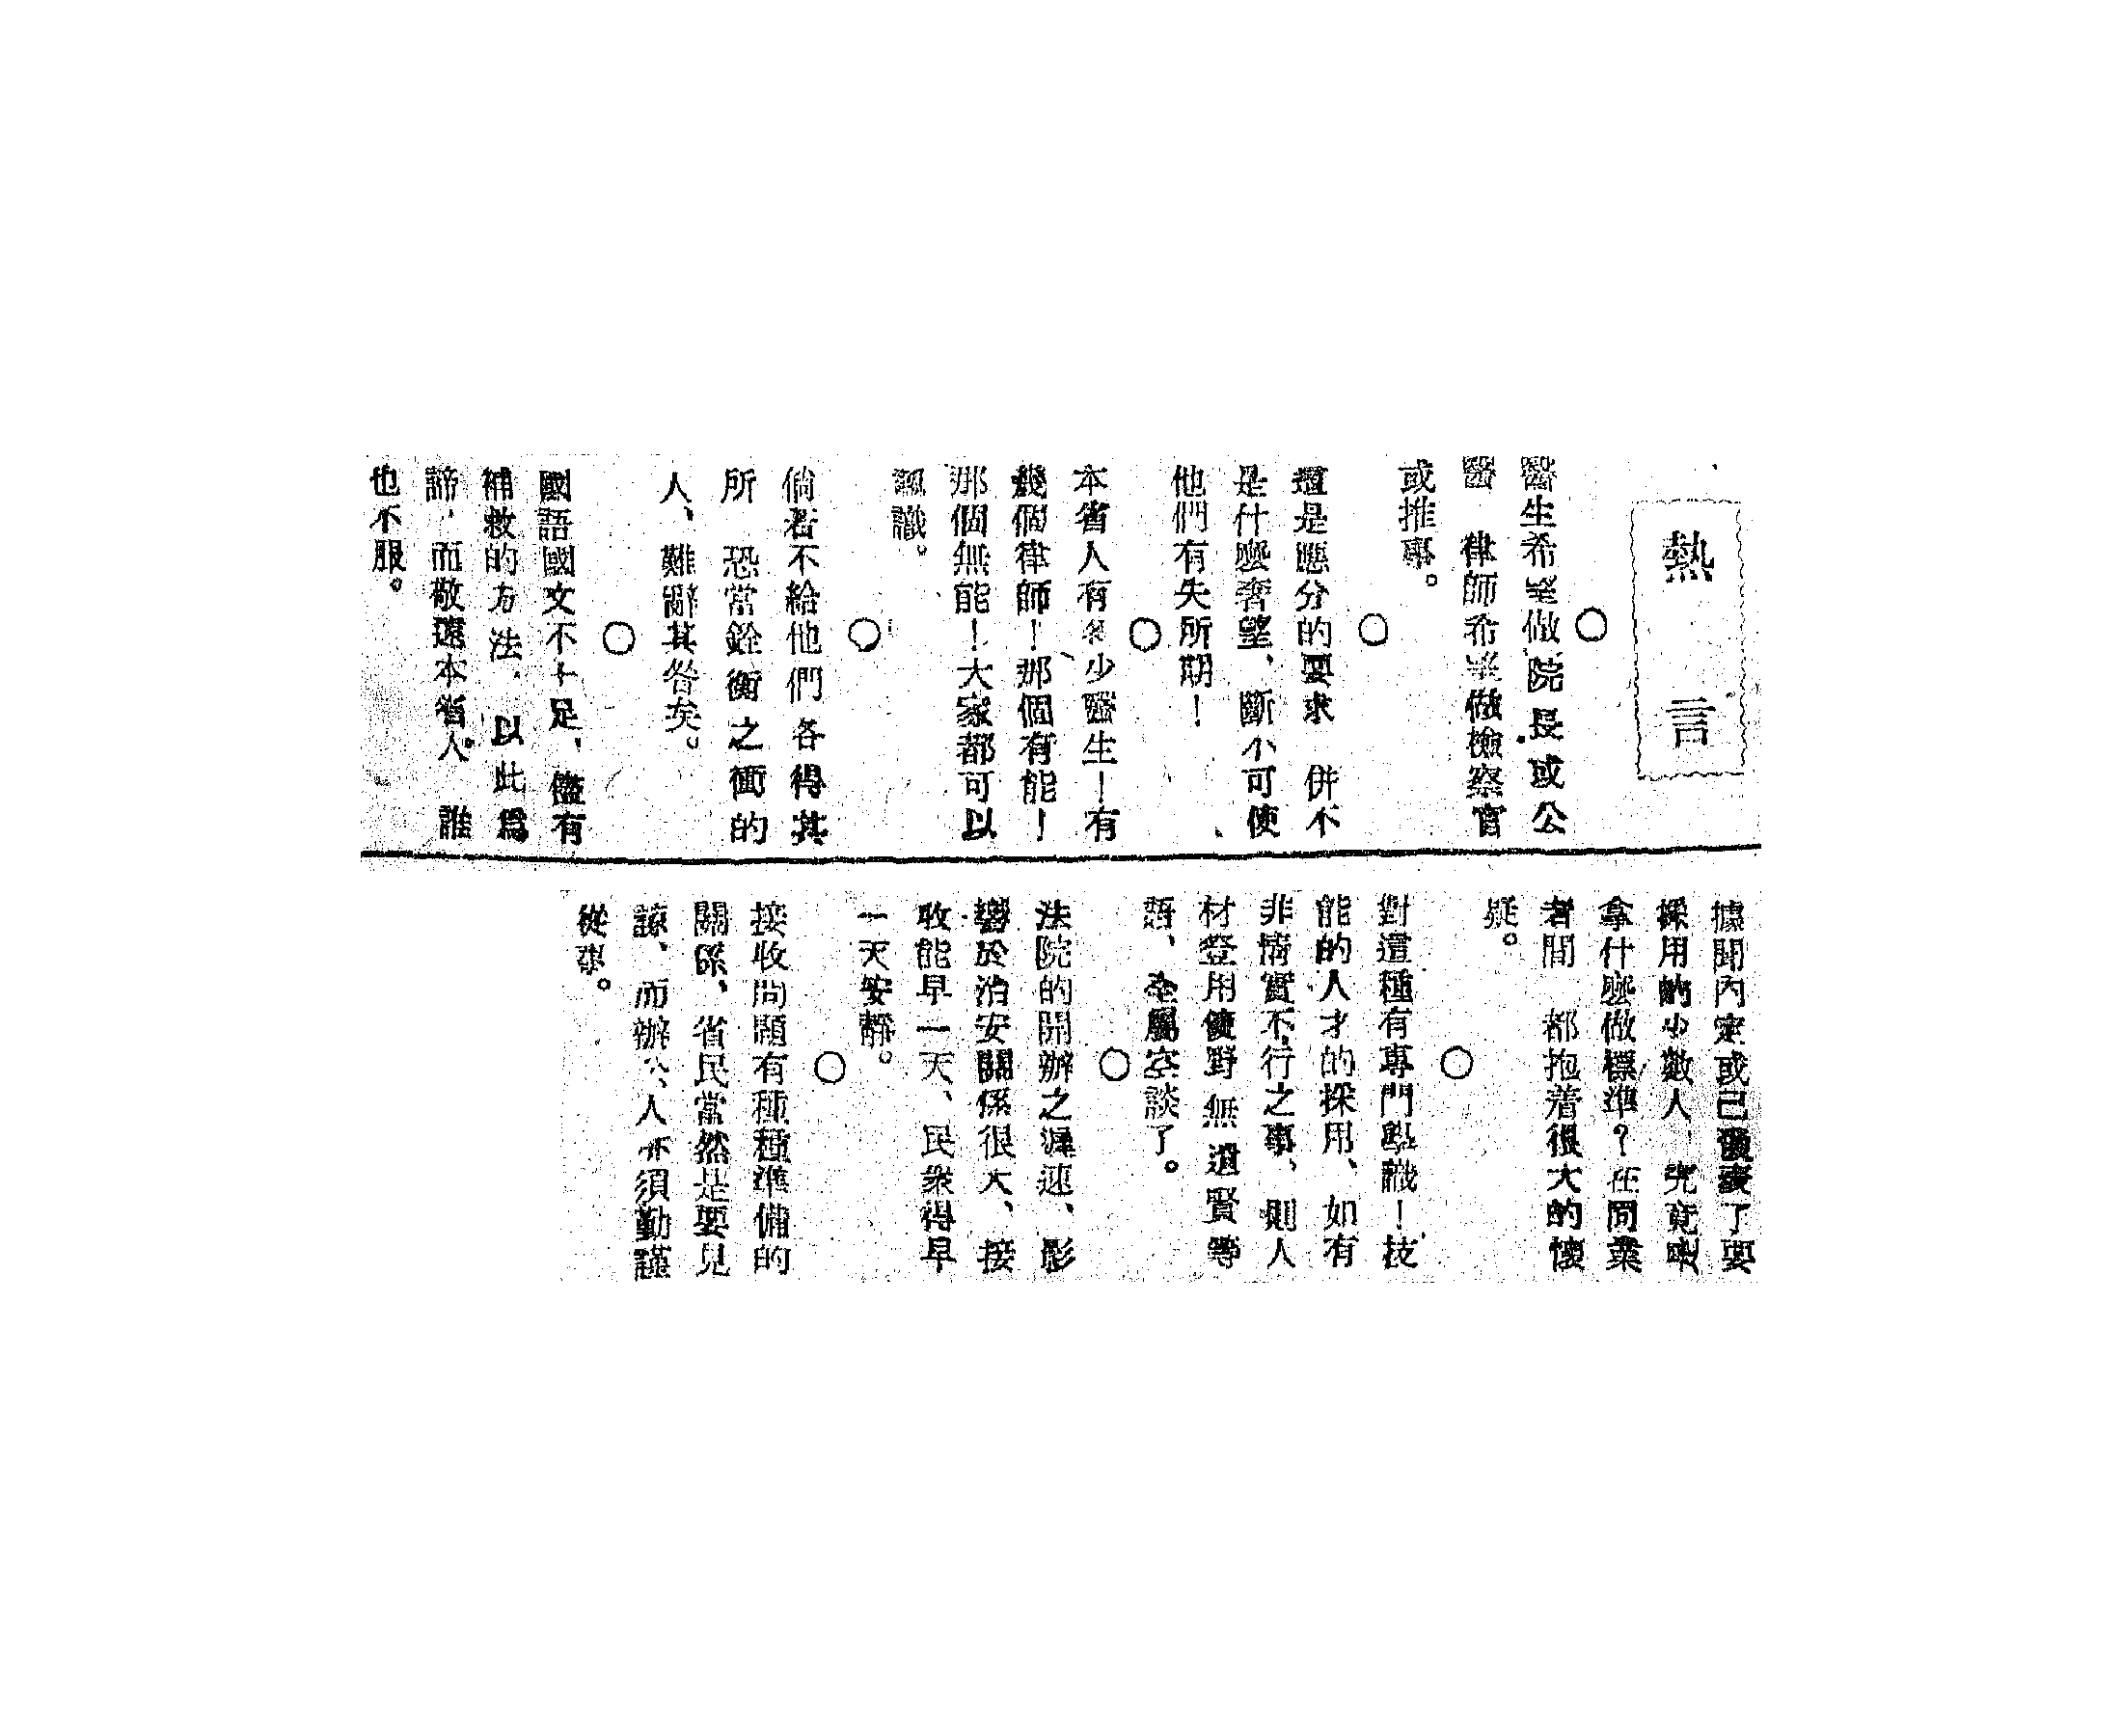 熱言
○
醫生希望做院長或公
醫　律師希望做檢察官
或推事。
○
這是應分的要求　併不
是什麼奢望、斷不可使
他們有失所期！
○
本省人有多少醫生！有
幾個律師！那個有能！
那個無能！大家都可以
認識。
○
倘若不給他們各得其
所　恐當銓衡之衝的
人、難辭其咎矣。
○
國語國文不十足、儘有
補救的方法、以此爲
諦、而敬遠本省人　誰
也不服。
據聞內定或已發表了要
採用的少數人、究竟
拿什麼做標準？在同業
者間　都抱着很大的懷
疑。
○
對這種有專門學識！技
能的人才的採用、如有
非情實不行之事、則人
材登用使野無遺賢等
語、全屬空談了。
○
法院的開辦之遲速、影
響於治安關係很大、接
收能早一天、民衆得早
一天安靜。
○
接收問題有種種準備的
關係、省民當然是要見
諒、而辦公人亦須勤謹
從事。